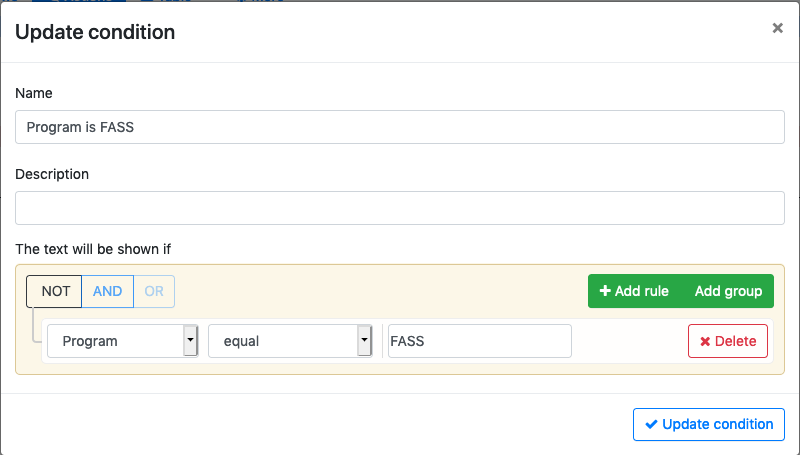 Update condition
×
Name
Program is FASS
Description
The text will be shown if
NOT AND OR
Add rule Add group
Program equal FASS Delete
Update condition